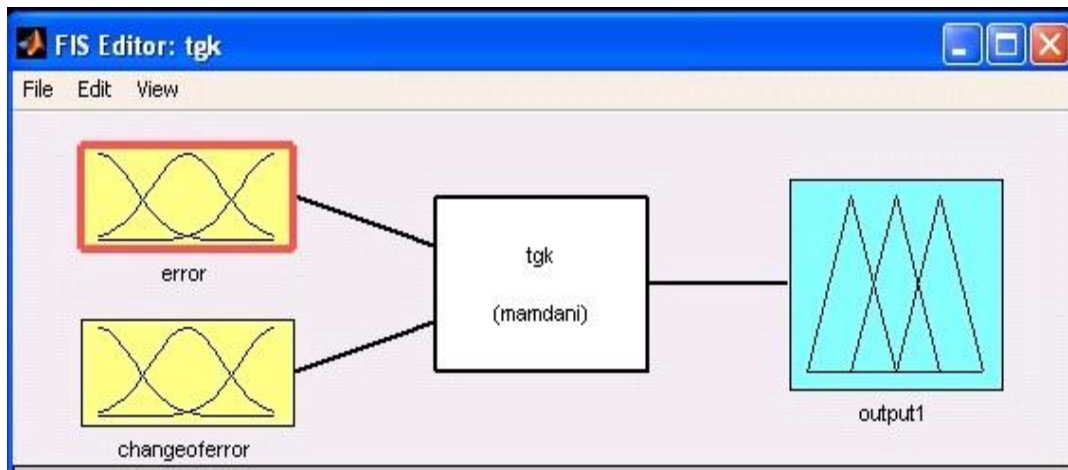 FIS Editor: tgk
File Edit View
error
changeoferror
tgk
(mamdani)
output1